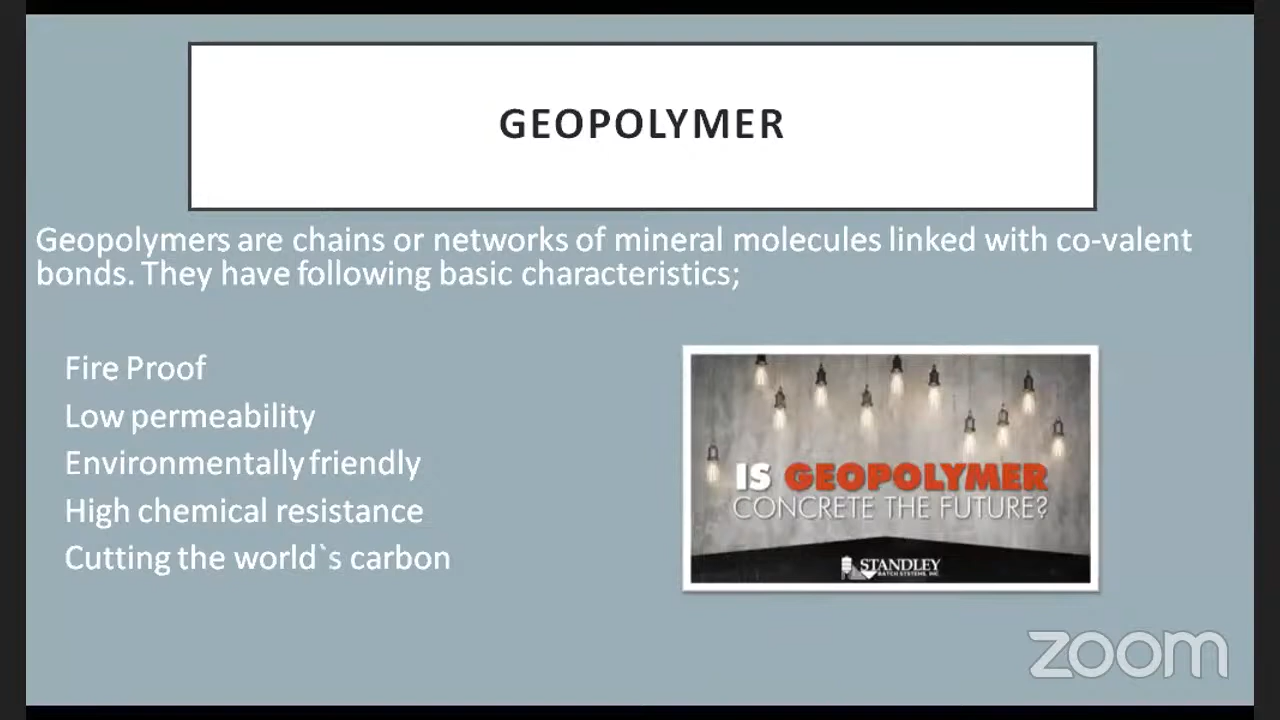 GEOPOLYMER
Geopolymers are chains or networks of mineral molecules linked with co-valent
bonds. They have following basic characteristics;
Fire Proof
Low permeability
Environmentally friendly
High chemical resistance
Cutting the world`s carbon
IS GEOPOLYMER
CONCRETE THE FUTURE?
STANDLEY
BATCH SYSTEMS, INC
zoom